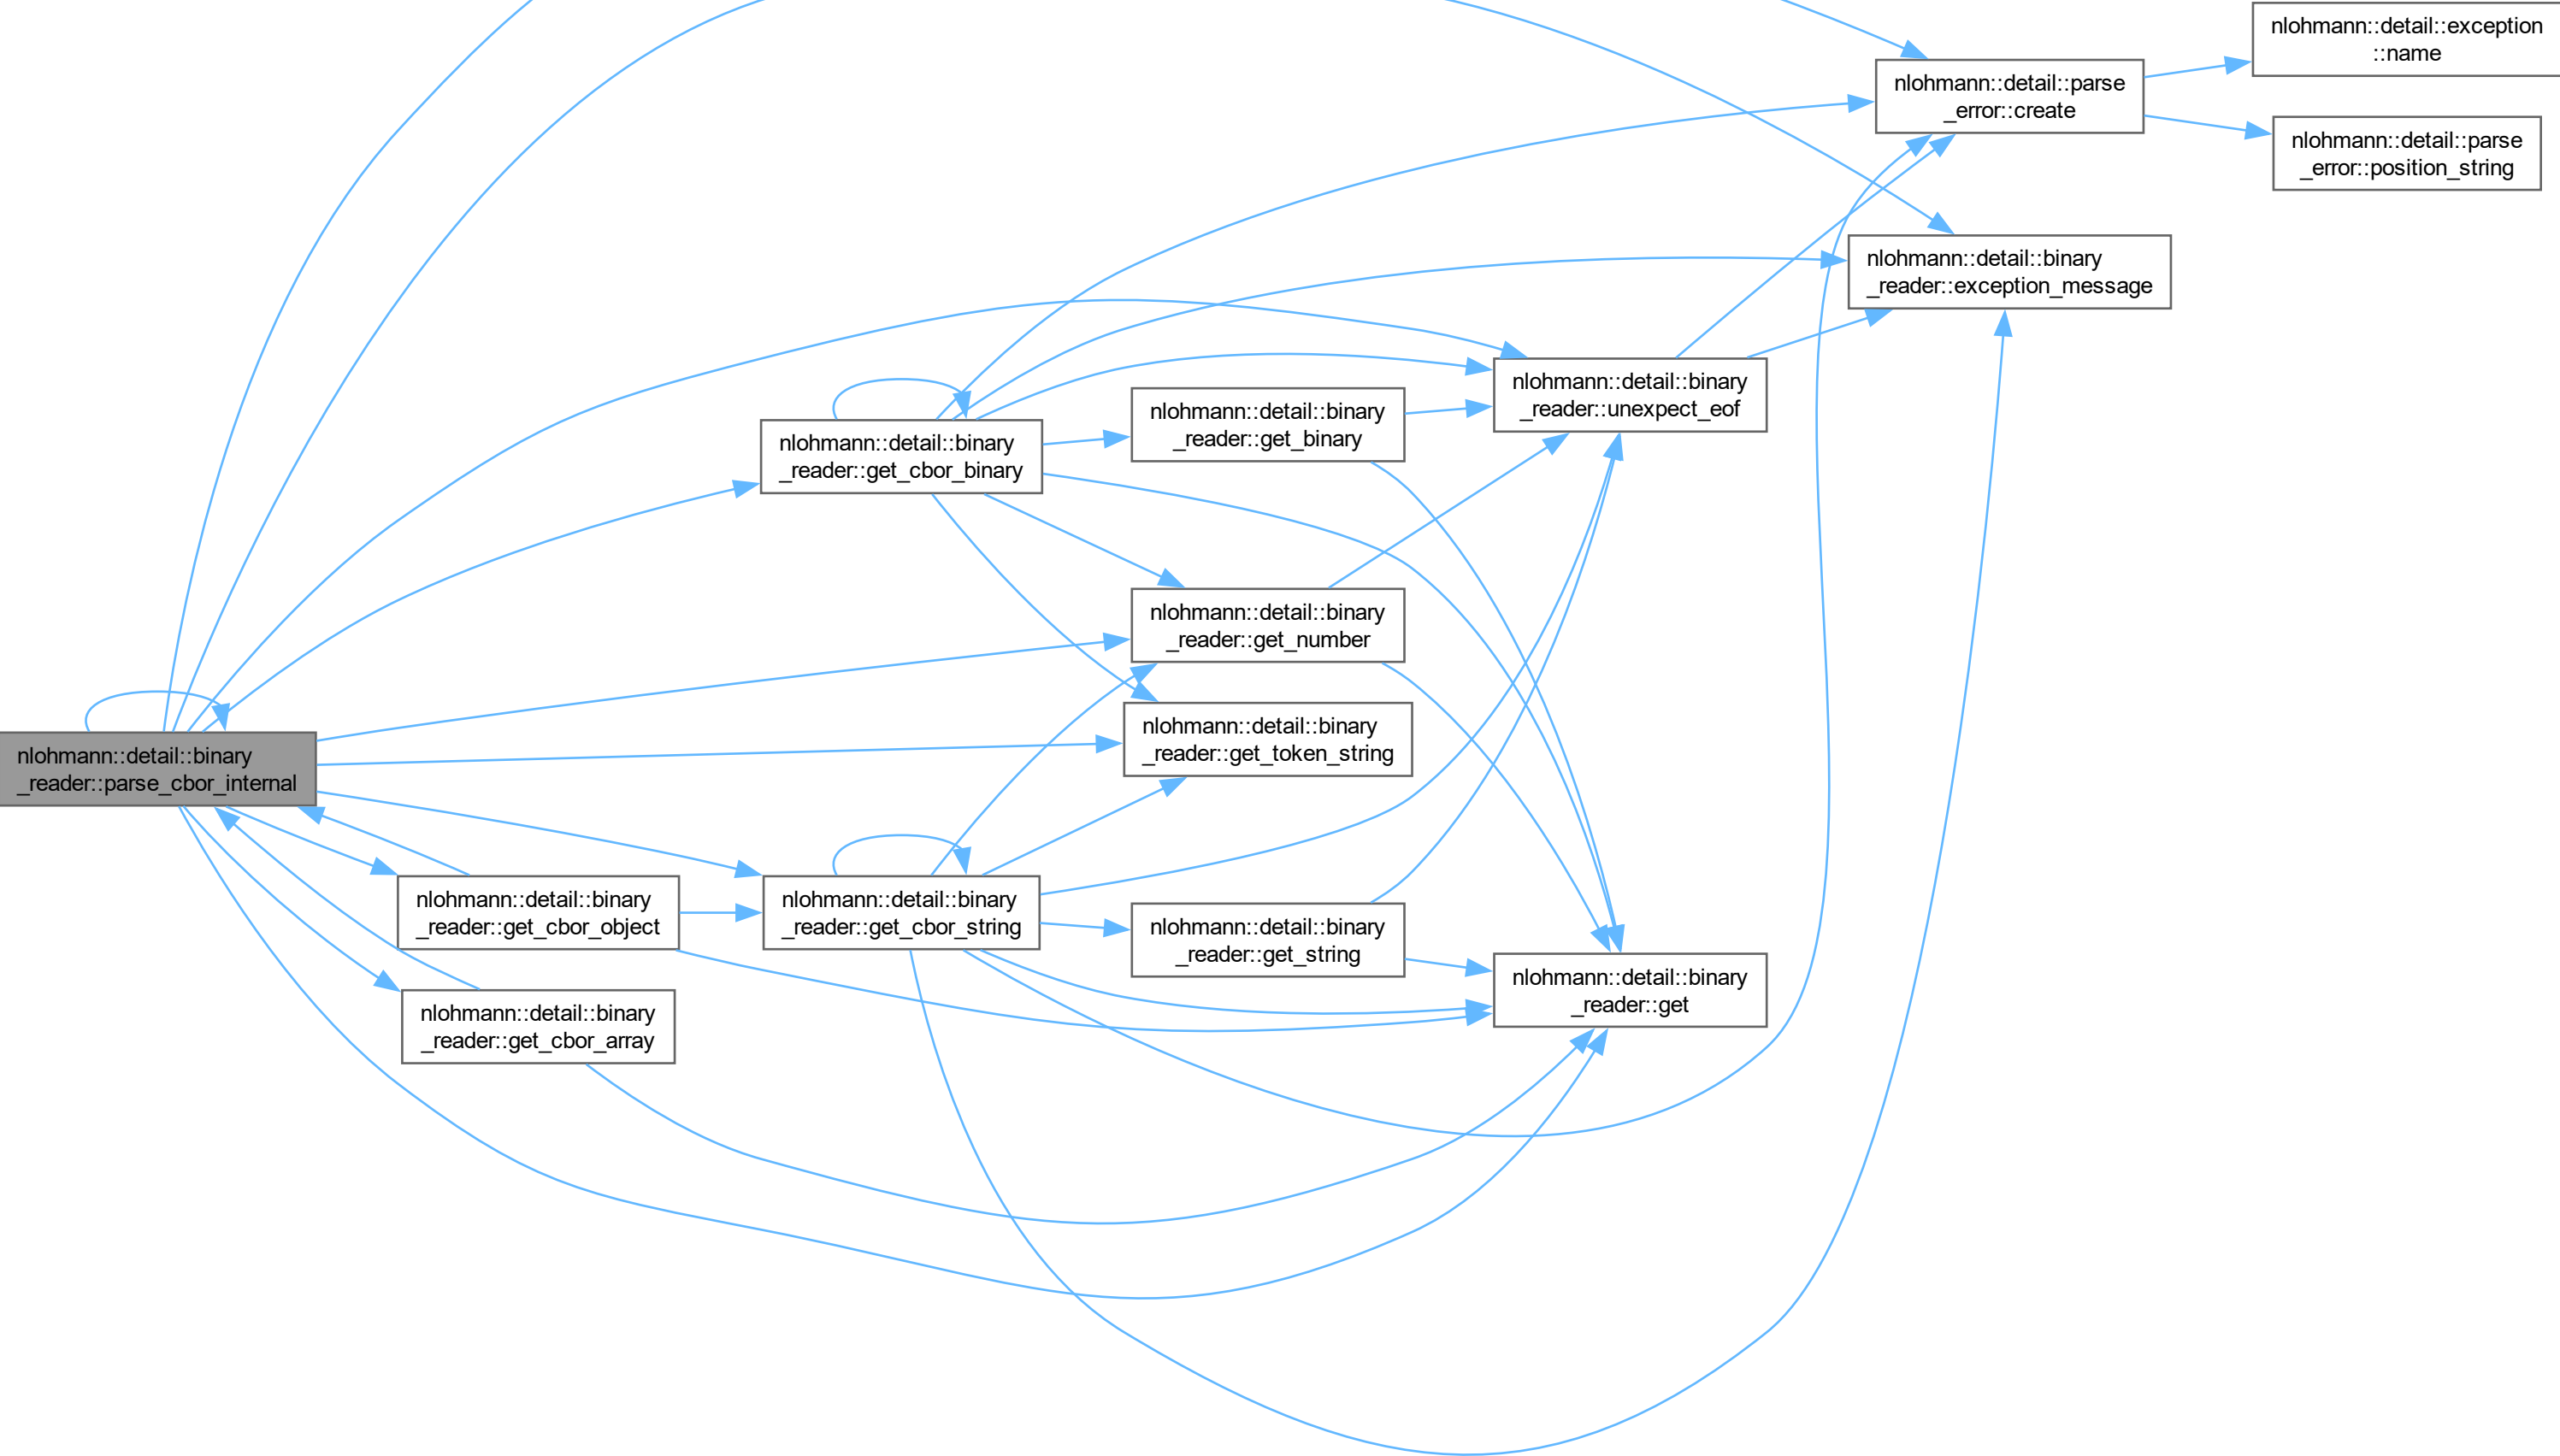 nlohmann::detail::exception
::name
nlohmann::detail::parse
_error::create
nlohmann::detail::parse
_error::position_string
nlohmann::detail::binary
_reader::exception_message
nlohmann::detail::binary
_reader::unexpect_eof
nlohmann::detail::binary
_reader::get_binary
nlohmann::detail::binary
_reader::get_cbor_binary
nlohmann::detail::binary
_reader::get_number
nlohmann::detail::binary
_reader::get_token_string
nlohmann::detail::binary
_reader::parse_cbor_internal
nlohmann::detail::binary
_reader::get_cbor_object
nlohmann::detail::binary
_reader::get_cbor_string
nlohmann::detail::binary
_reader::get_string
nlohmann::detail::binary
_reader::get
nlohmann::detail::binary
_reader::get_cbor_array